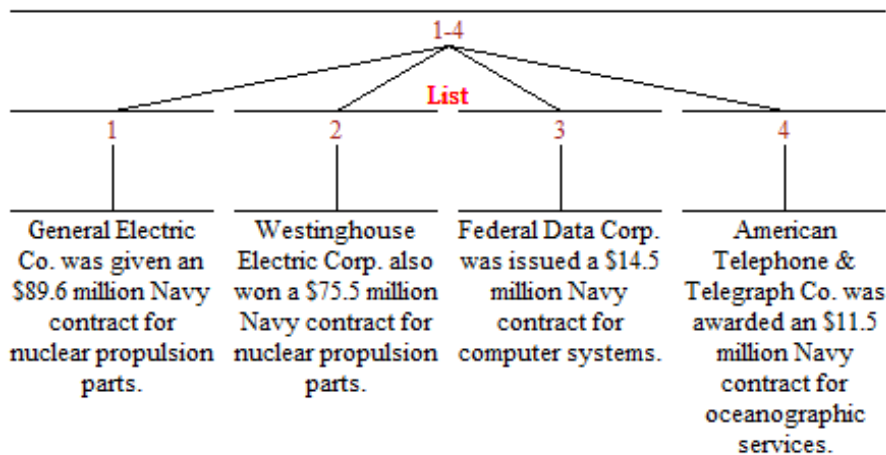 1-4
List
1
2
3
4
General Electric
Co. was given an
$89.6 million Navy
contract for
nuclear propulsion
parts.
Westinghouse
Electric Corp. also
won a $75.5 million
Navy contract for
nuclear propulsion
parts.
Federal Data Corp.
was issued a $14.5
million Navy
contract for
computer systems.
American
Telephone &
Telegraph Co. was
awarded an $11.5
million Navy
contract for
oceanographic
services.